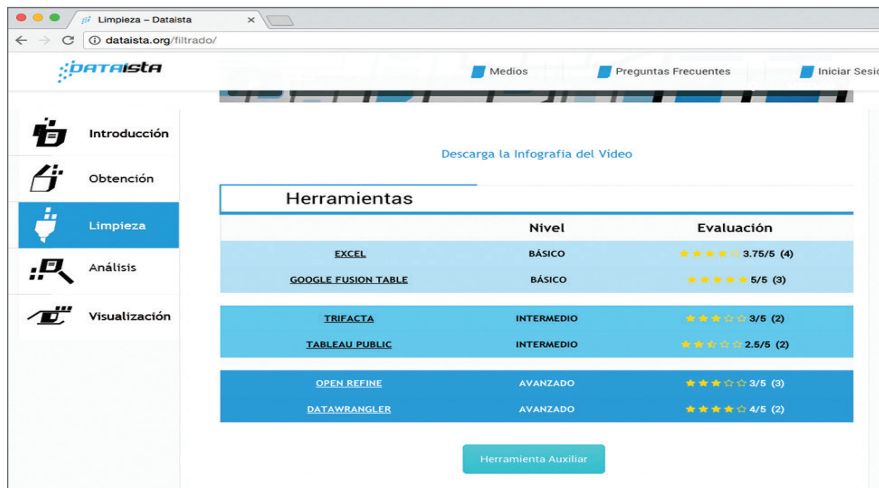 Limpieza – Dataista
dataista.org/filtrado/
DATAISTA
Medios
Preguntas Frecuentes
Iniciar Sesic
Introducción
Obtención
Limpieza
Análisis
Visualización
Descarga la Infografia del Video
Herramientas
Nivel Evaluación
EXCEL BÁSICO 3.75/5 (4)
GOOGLE FUSION TABLE BÁSICO 5/5 (3)
TRIFACTA INTERMEDIO 3/5 (2)
TABLEAU PUBLIC INTERMEDIO 2.5/5 (2)
OPEN REFINE AVANZADO 3/5 (3)
DATAWRANGLER AVANZADO 4/5 (2)
Herramienta Auxiliar